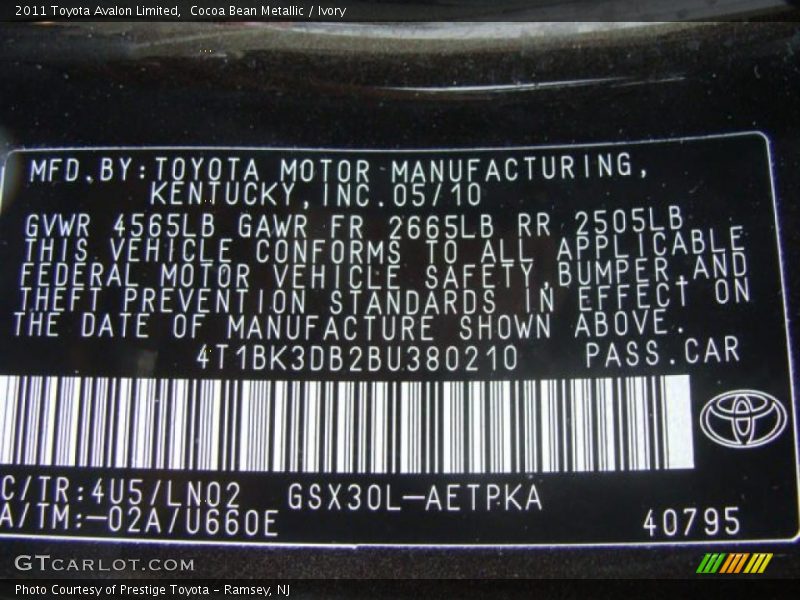 2011 Toyota Avalon Limited, Cocoa Bean Metallic / Ivory
MFD.BY:TOYOTA MOTOR MANUFACTURING,
KENTUCKY,INC.05/10
GVWR 4565LB GAWR FR 2665LB RR 2505LB
THIS VEHICLE CONFORMS TO ALL APPLICABLE
FEDERAL MOTOR VEHICLE SAFETY,BUMPER,AND
THEFT PREVENTION STANDARDS IN EFFECT ON
THE DATE OF MANUFACTURE SHOWN ABOVE.
4T1BK3DB2BU380210 PASS.CAR
C/TR:4U5/LN02 GSX30L-AETPKA
A/TM:-02A/U660E 40795
GTCARLOT.COM
Photo Courtesy of Prestige Toyota - Ramsey, NJ